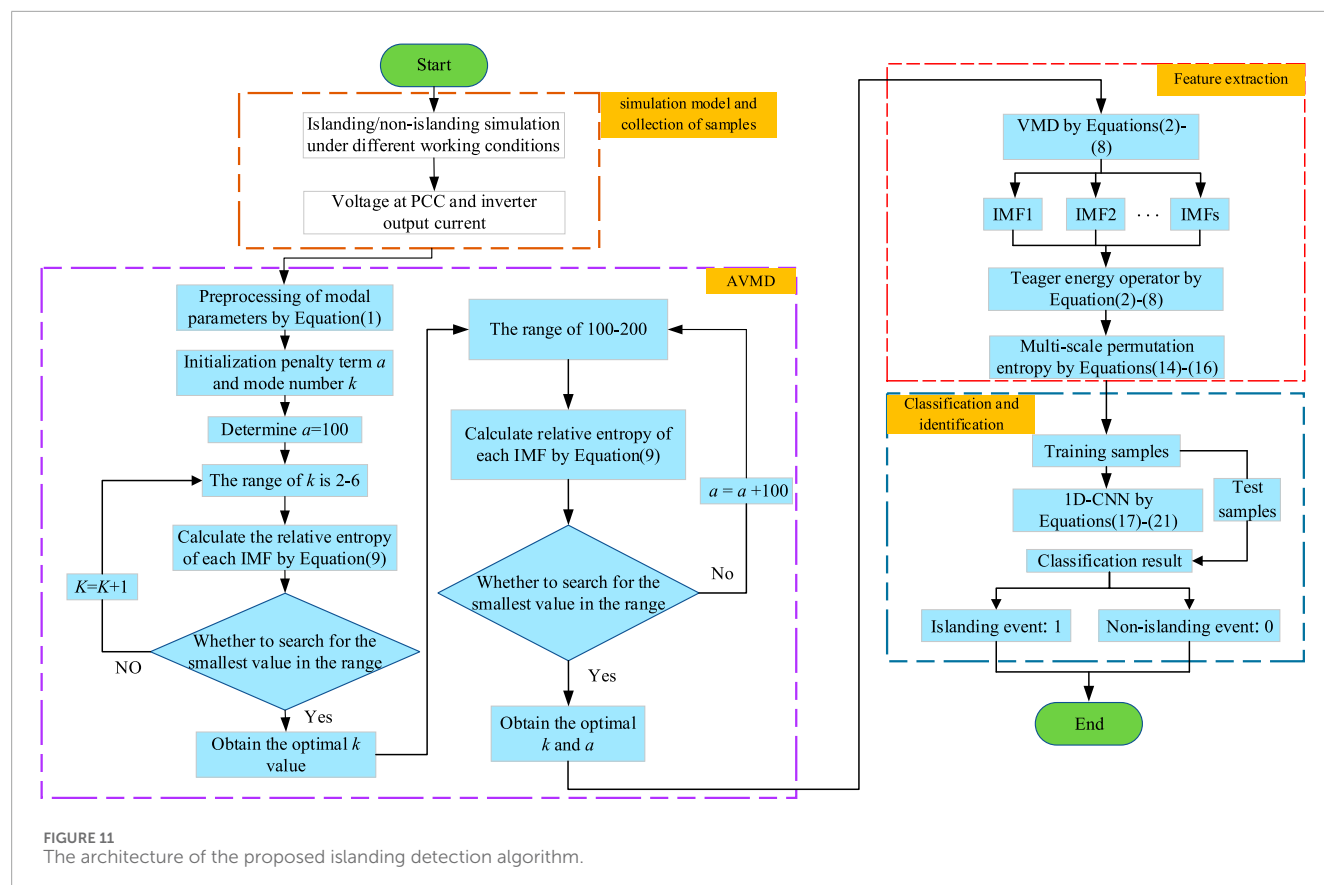 Start
simulation model and
collection of samples
Islanding/non-islanding simulation
under different working conditions
Voltage at PCC and inverter
output current
AVMD
Preprocessing of modal
parameters by Equation(1)
Initialization penalty term a
and mode number k
Determine a=100
The range of k is 2-6
Calculate the relative entropy
of each IMF by Equation(9)
K=K+1
Whether to search for the
smallest value in the range
NO
Yes
Obtain the optimal k
value
The range of 100-200
Calculate relative entropy of
each IMF by Equation(9)
a = a +100
Whether to search for the
smallest value in the range
No
Yes
Obtain the optimal
k and a
Feature extraction
VMD by Equations(2)-
(8)
IMF1
IMF2
···
IMFs
Teager energy operator by
Equation(2)-(8)
Multi-scale permutation
entropy by Equations(14)-(16)
Classification and
identification
Training samples
1D-CNN by
Equations(17)-(21)
Test
samples
Classification result
Islanding event: 1
Non-islanding event: 0
End
FIGURE 11
The architecture of the proposed islanding detection algorithm.